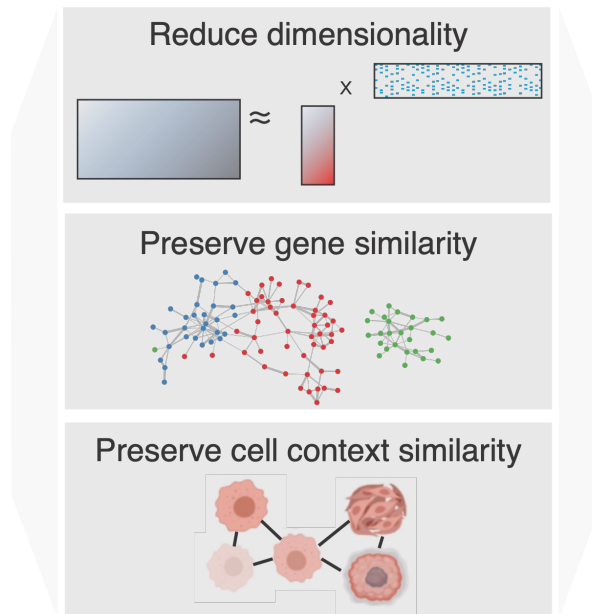 Reduce dimensionality
≈
x
Preserve gene similarity
Preserve cell context similarity